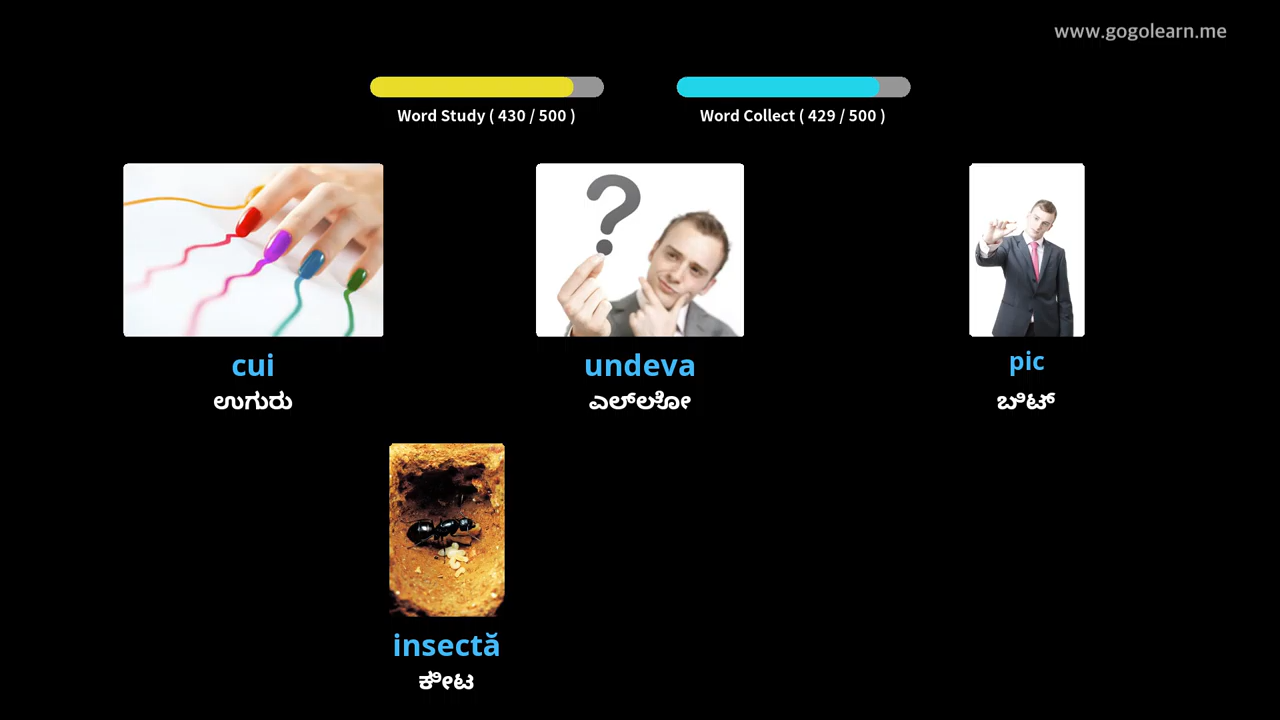 www.gogolearn.me
Word Study ( 430 / 500 )
Word Collect ( 429 / 500 )
cui
ಉಗುರು
undeva
ಎಲ್ಲೋ
pic
ಬಿಟ್
insectă
ಕೀಟ